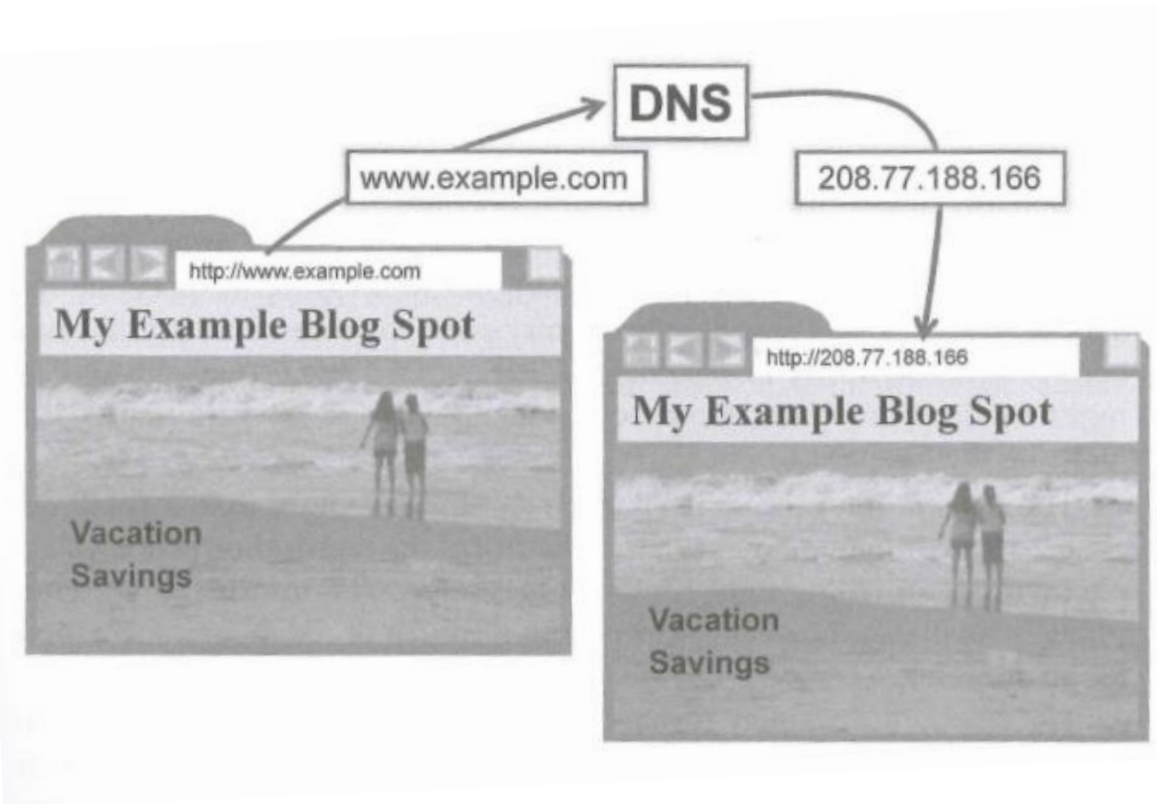 DNS
www.example.com
208.77.188.166
http://www.example.com
My Example Blog Spot
Vacation
Savings
http://208.77.188.166
My Example Blog Spot
Vacation
Savings